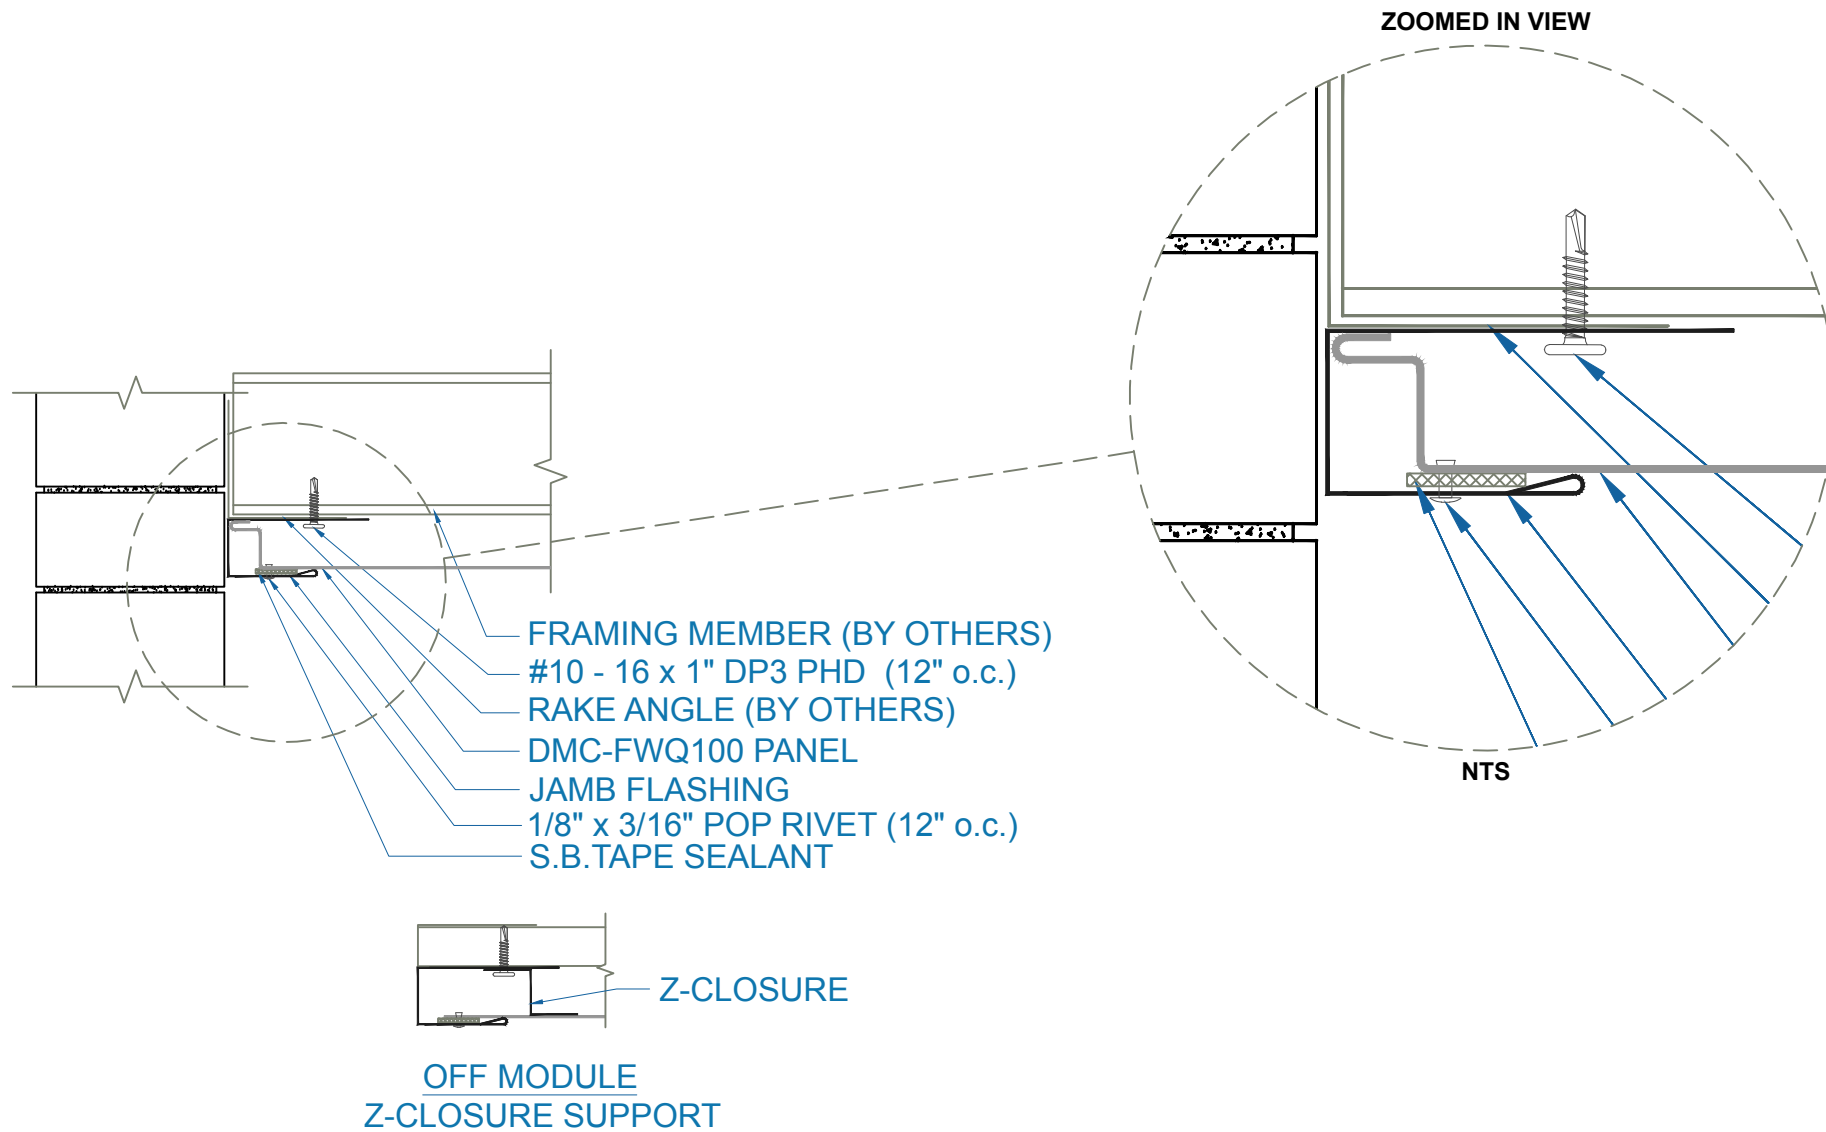 ZOOMED IN VIEW
FRAMING MEMBER (BY OTHERS)
#10 - 16 x 1" DP3 PHD (12" o.c.)
RAKE ANGLE (BY OTHERS)
DMC-FWQ100 PANEL
JAMB FLASHING
1/8" x 3/16" POP RIVET (12" o.c.)
S.B.TAPE SEALANT
NTS
Z-CLOSURE
OFF MODULE
Z-CLOSURE SUPPORT